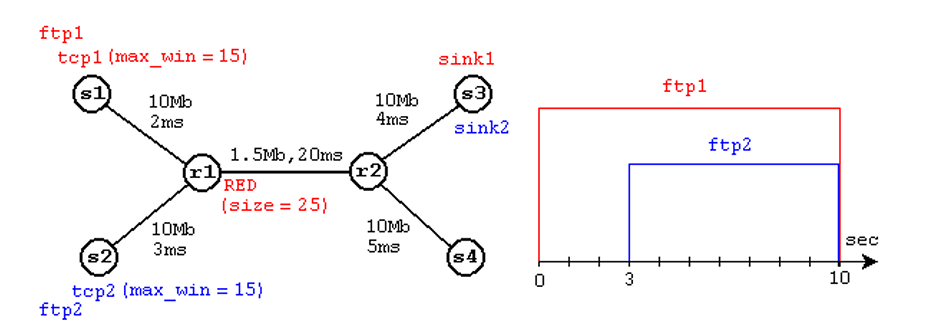 ftp1
tcp1 (max_win = 15)
s1
10Mb
2ms
sink1
10Mb
4ms
s3
sink2
1.5Mb,20ms
r1
r2
RED
(size = 25)
10Mb
3ms
s2
10Mb
5ms
s4
tcp2 (max_win = 15)
ftp2
ftp1
ftp2
sec
0
3
10